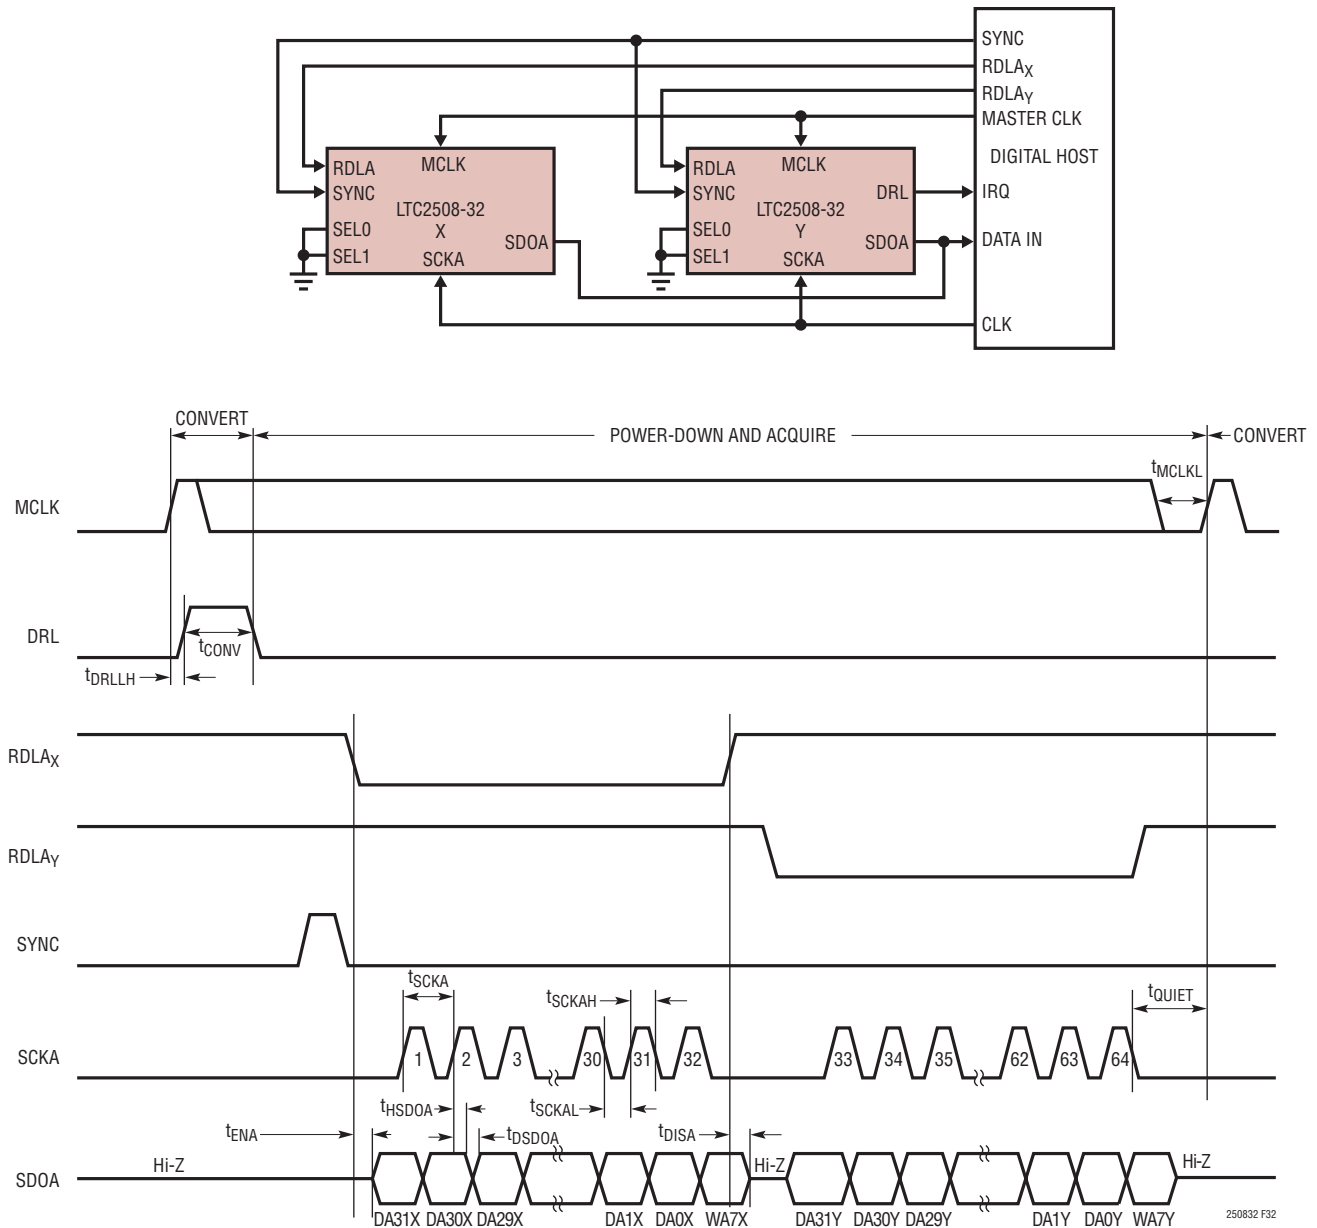 SYNC
RDLAX
RDLAY
MASTER CLK
DIGITAL HOST
IRQ
DATA IN
CLK
RDLA
MCLK
SYNC
LTC2508-32
X
SEL0
SDOA
SEL1
SCKA
RDLA
MCLK
SYNC
DRL
LTC2508-32
Y
SEL0
SDOA
SEL1
SCKA
CONVERT
POWER-DOWN AND ACQUIRE
CONVERT
tMCLKL
MCLK
DRL
tCONV
tDRLLH
RDLAX
RDLAY
SYNC
tSCKA
tSCKAH
tQUIET
SCKA
1 2 3 30 31 32 33 34 35 62 63 64
tHSDOA
tSCKAL
tENA
tDSDOA
tDISA
SDOA
Hi-Z
Hi-Z
Hi-Z
DA31X DA30X DA29X DA1X DA0X WA7X DA31Y DA30Y DA29Y DA1Y DA0Y WA7Y
250832 F32